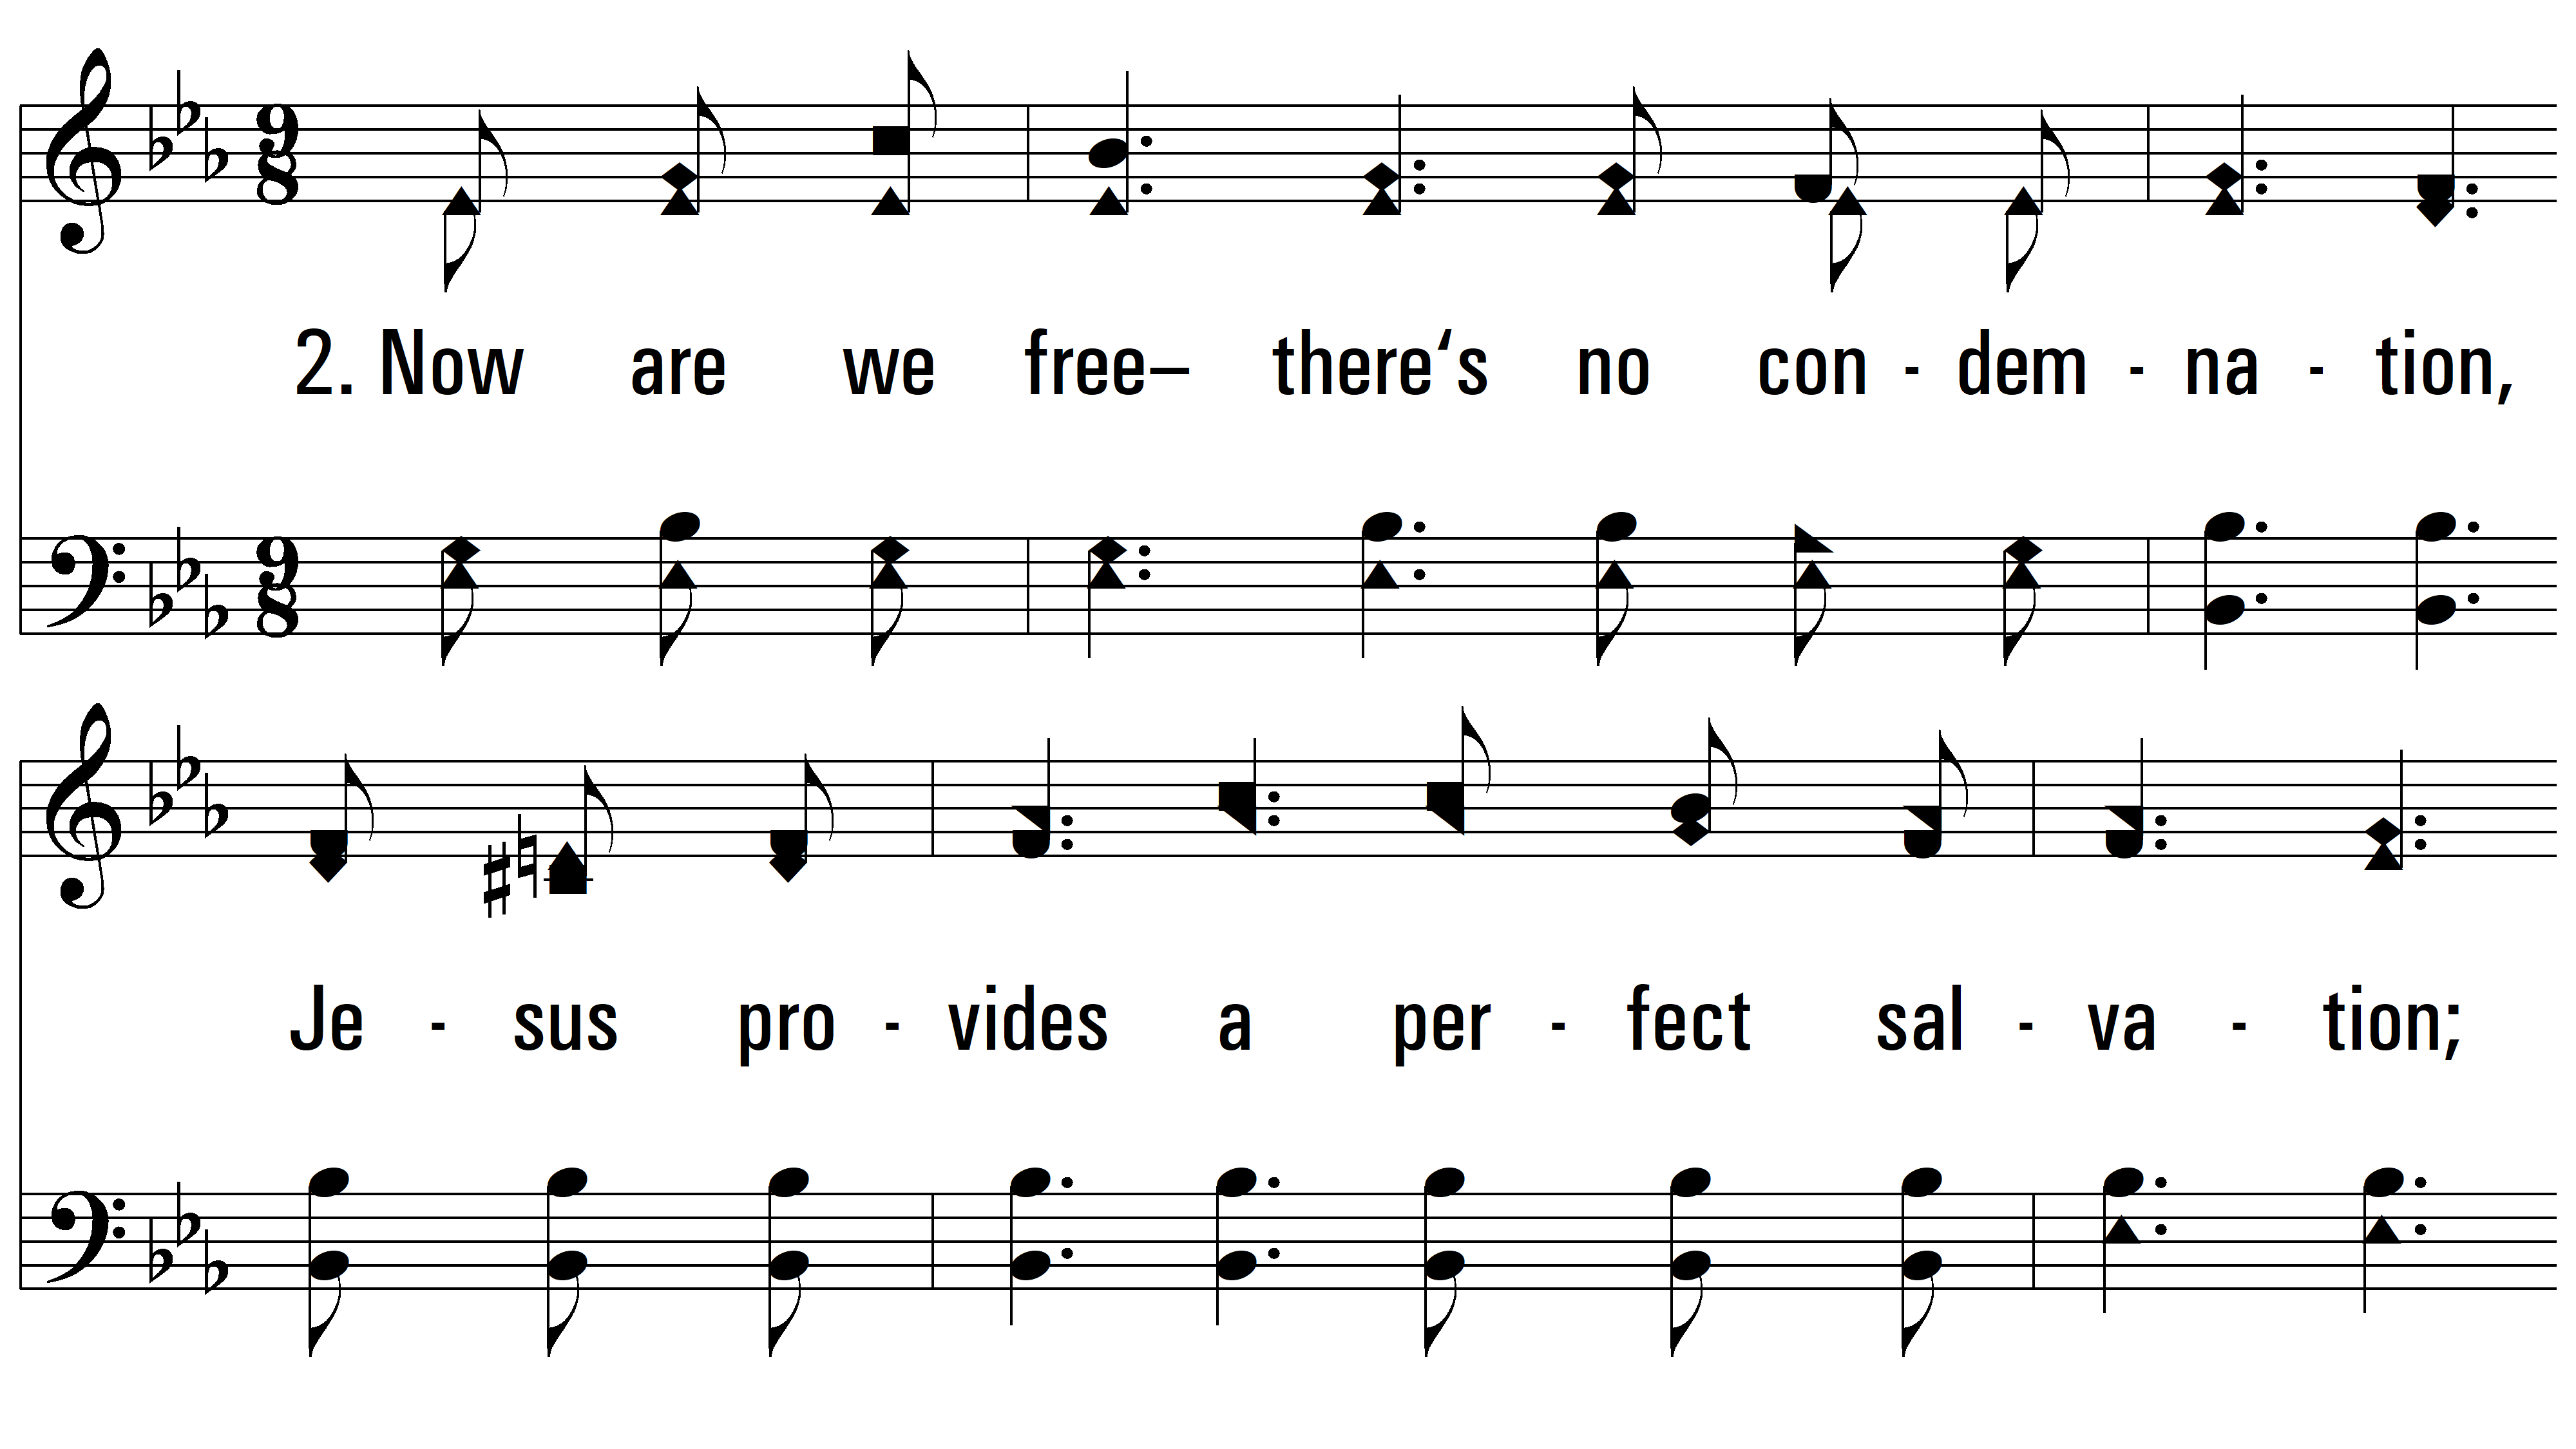 2. Now are we free– there‘s no con - dem - na - tion,
Je - sus pro - vides a per - fect sal - va - tion;